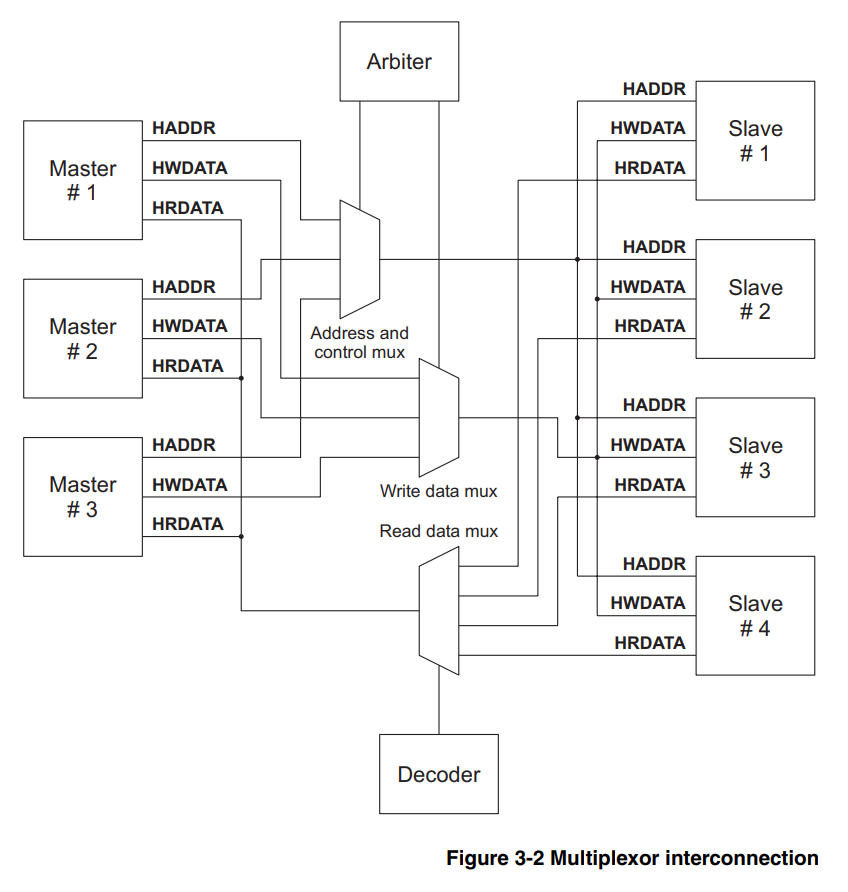 Arbiter
Master
# 1
HADDR
HWDATA
HRDATA
Master
# 2
HADDR
HWDATA
HRDATA
Master
# 3
HADDR
HWDATA
HRDATA
Address and
control mux
Write data mux
Read data mux
HADDR
HWDATA
HRDATA
Slave
# 1
HADDR
HWDATA
HRDATA
Slave
# 2
HADDR
HWDATA
HRDATA
Slave
# 3
HADDR
HWDATA
HRDATA
Slave
# 4
Decoder
Figure 3-2 Multiplexor interconnection